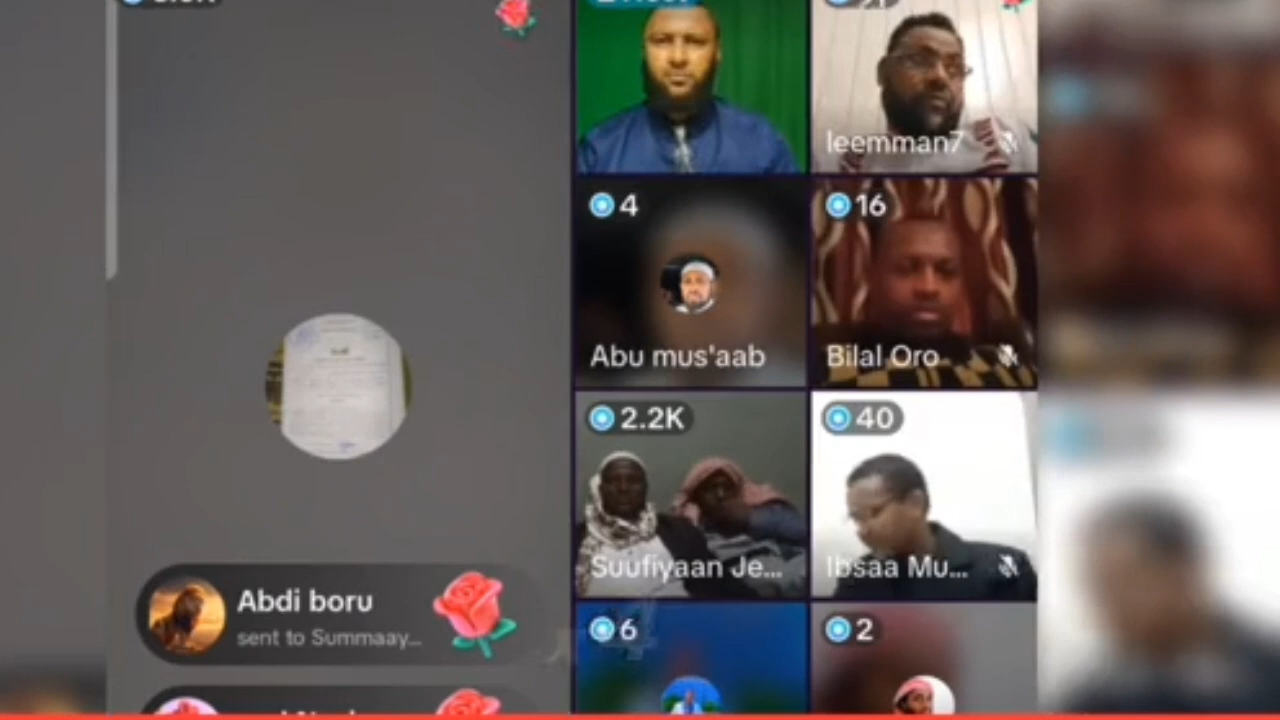 leemman7
4
16
Abu mus'aab
Bilal Oro
2.2K
40
Suufiyaan Je...
Ibsaa Mu...
Abdi boru
sent to Summaay...
6
2